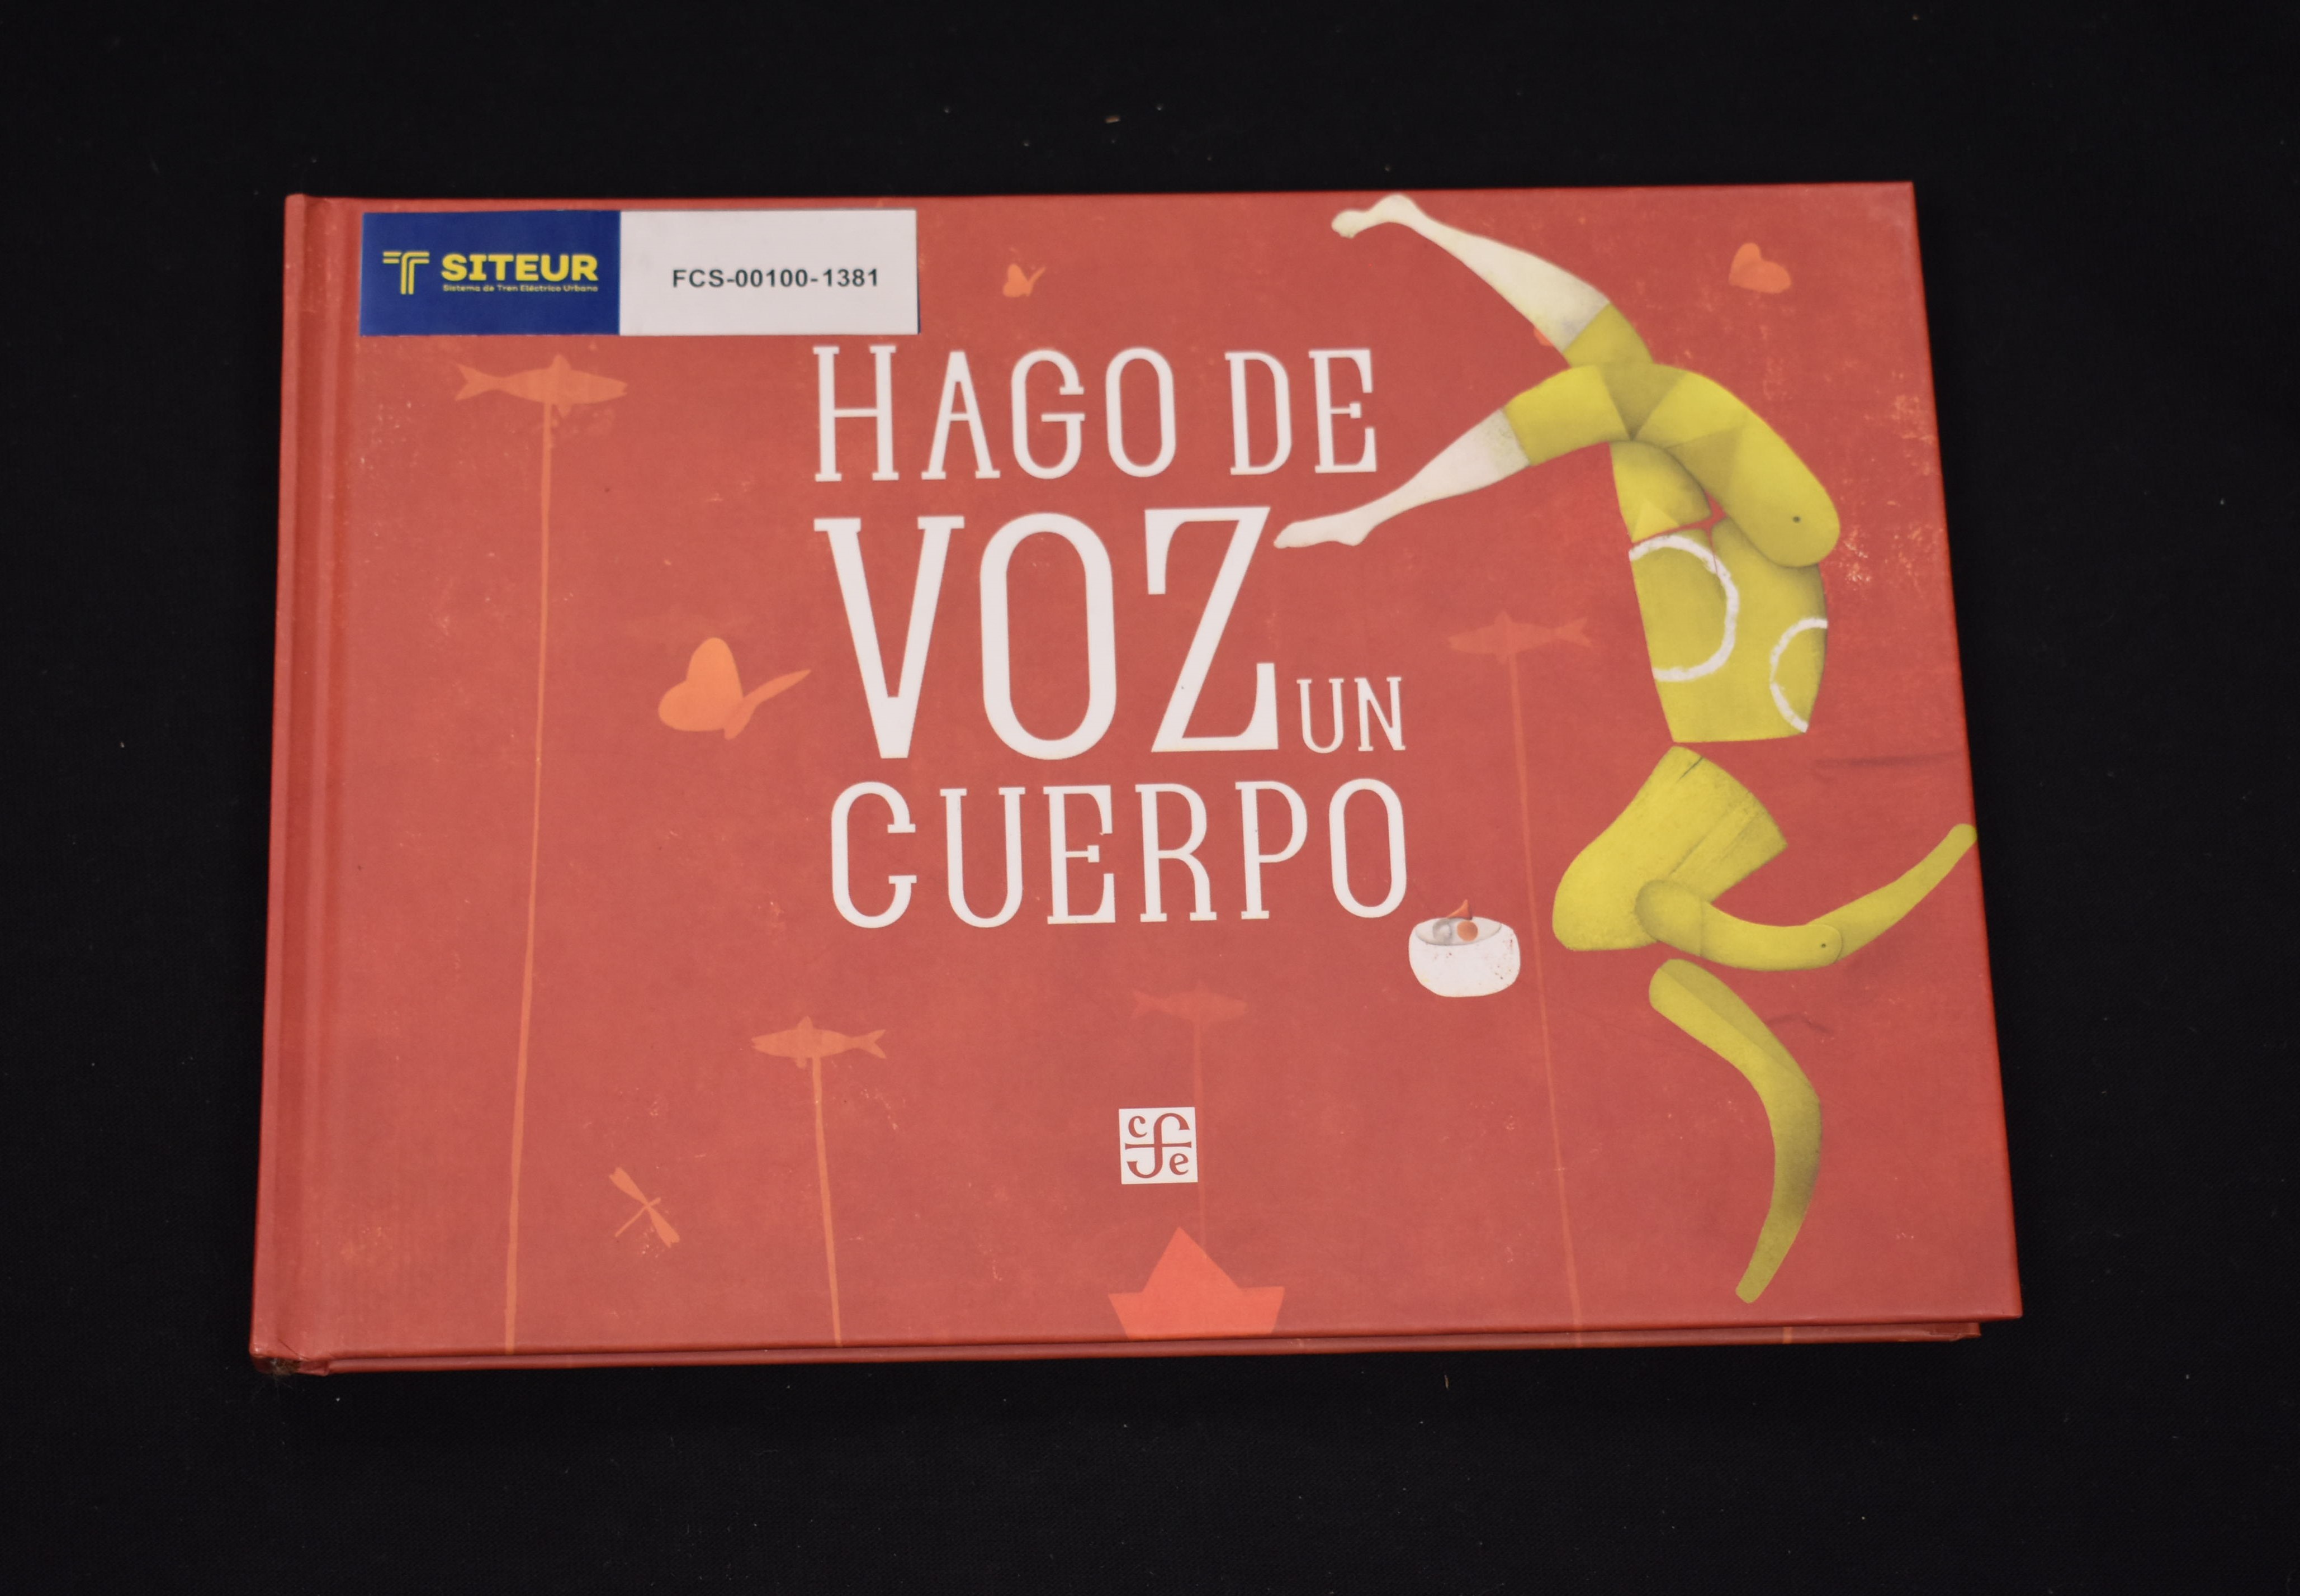 SITEUR
Sistema de Tren Eléctrico Urbano
FCS-00100-1381
HAGO DE
VOZ UN
CUERPO
cfe